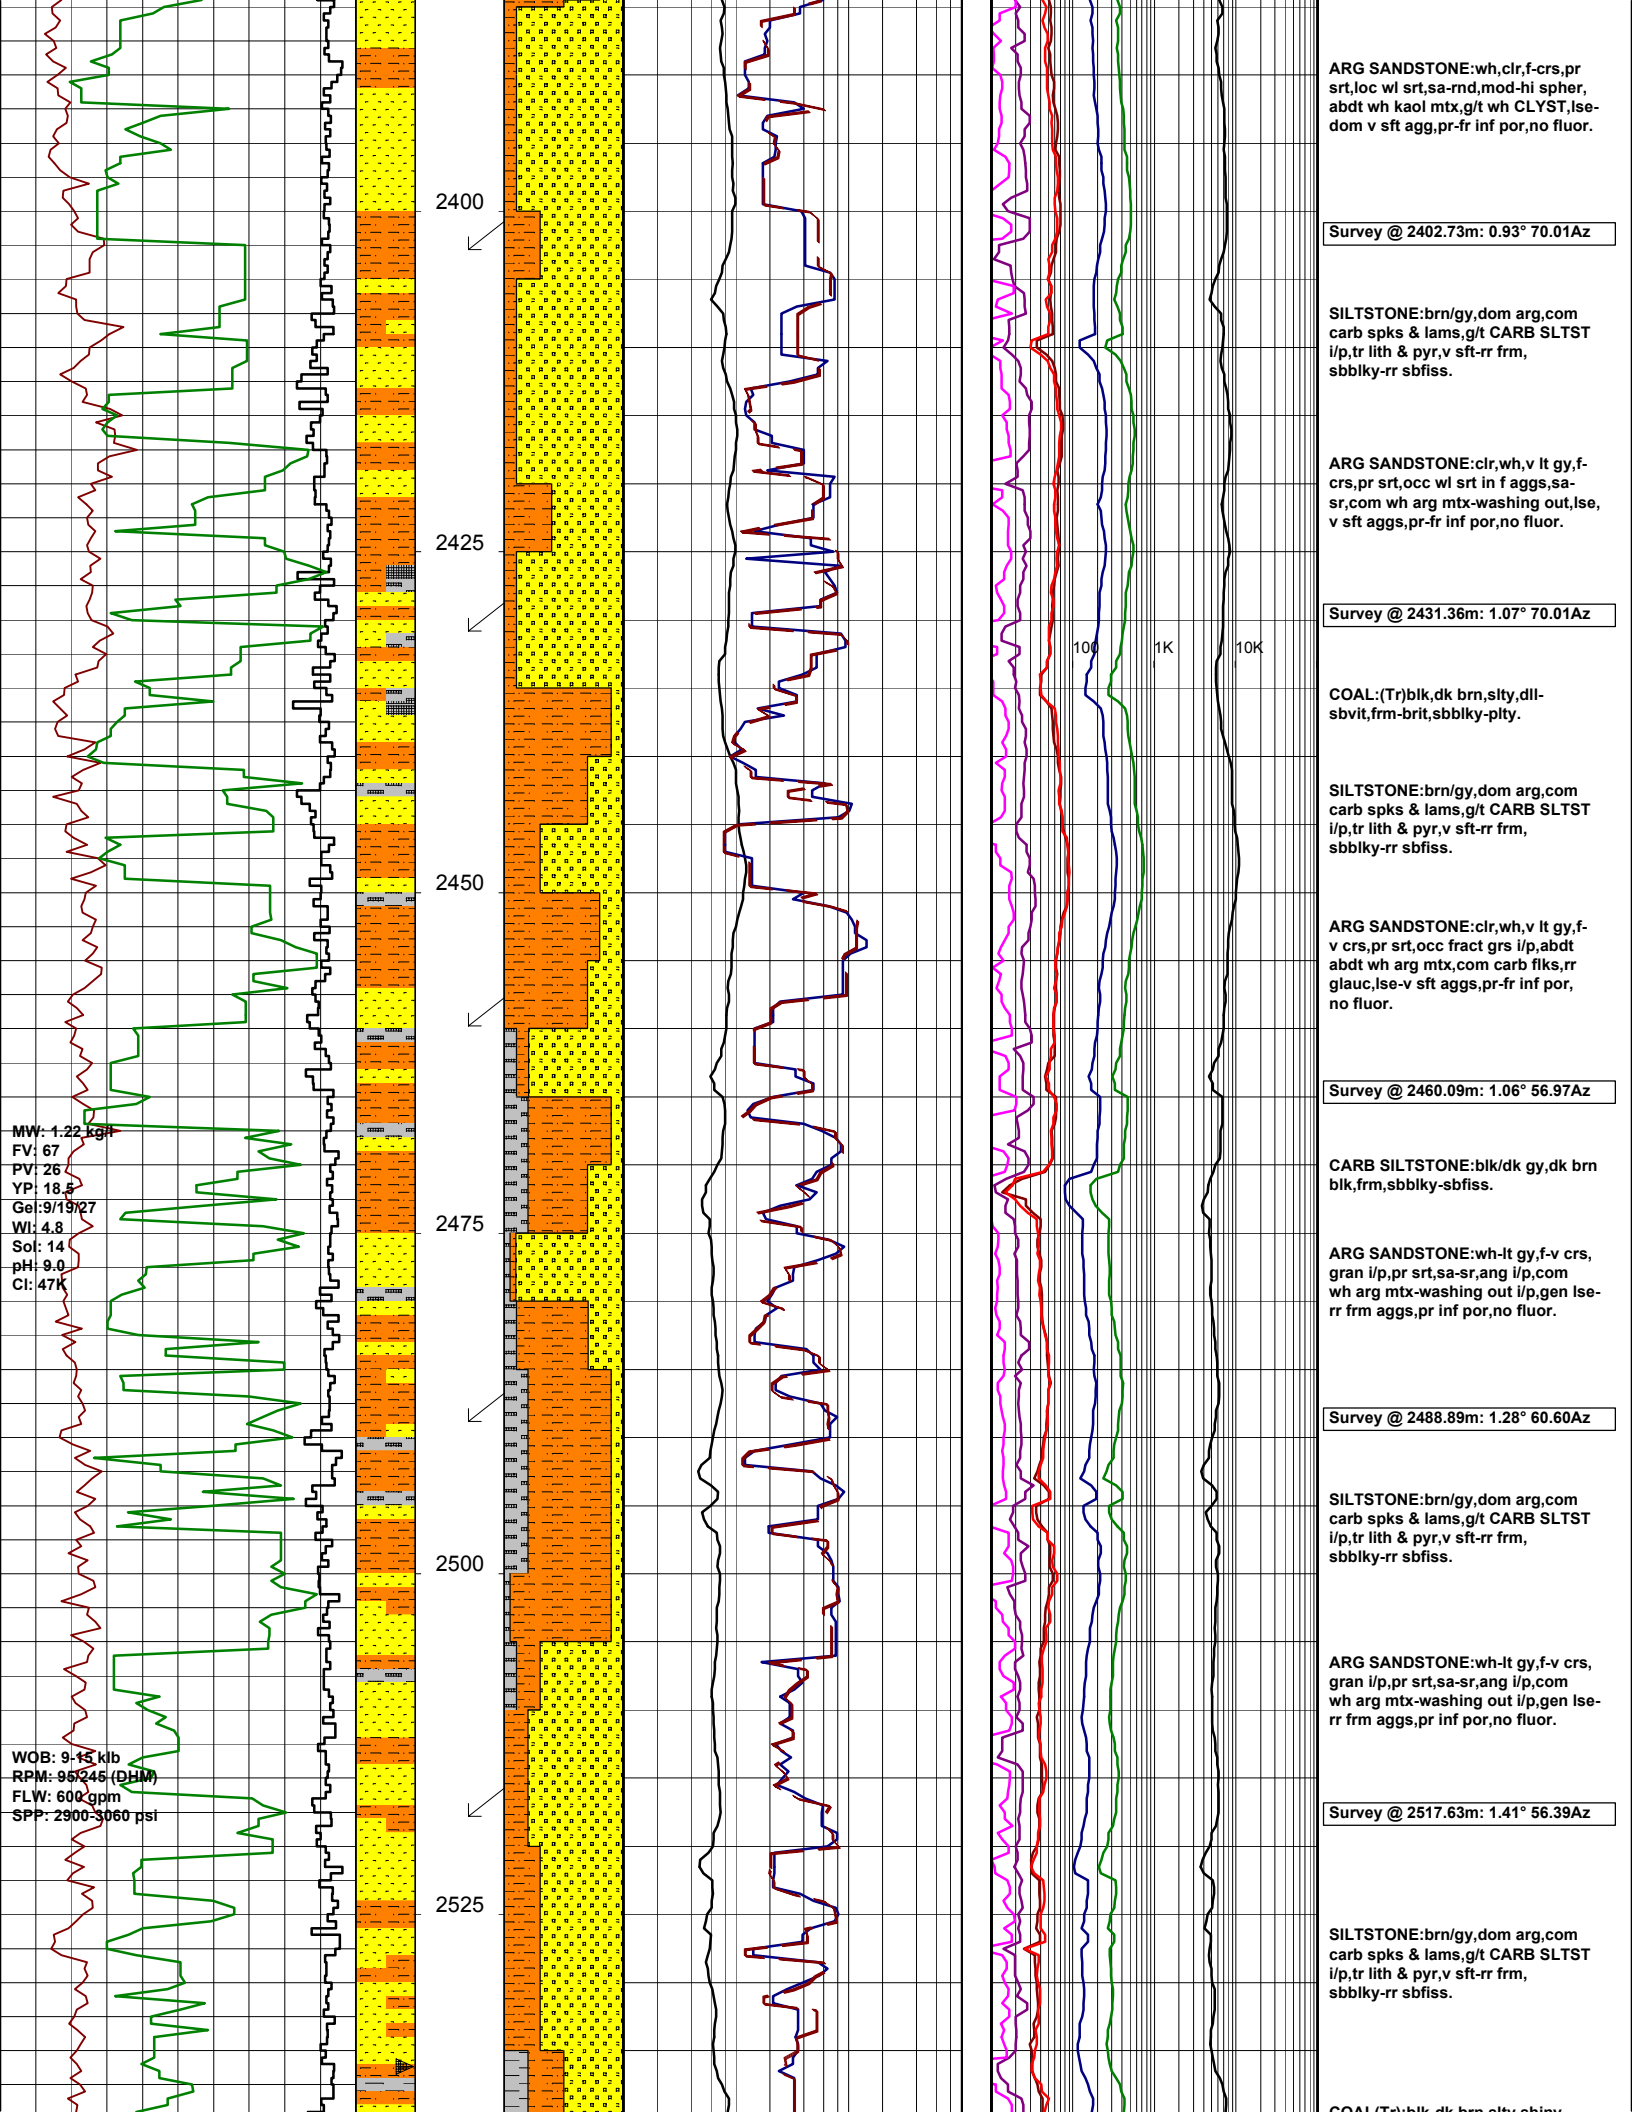 ARG SANDSTONE:wh,clr,f-crs,pr
srt,loc wl srt,sa-rnd,mod-hi spher,
abdt wh kaol mtx,g/t wh CLYST,lse-
dom v sft agg,pr-fr inf por,no fluor.
2400
Survey @ 2402.73m: 0.93° 70.01Az
SILTSTONE:brn/gy,dom arg,com
carb spks & lams,g/t CARB SLTST
i/p,tr lith & pyr,v sft-rr frm,
sbblky-rr sbfiss.
ARG SANDSTONE:clr,wh,v lt gy,f-
crs,pr srt,occ wl srt in f aggs,sa-
sr,com wh arg mtx-washing out,lse,
v sft aggs,pr-fr inf por,no fluor.
2425
Survey @ 2431.36m: 1.07° 70.01Az
100 1K 10K
COAL:(Tr)blk,dk brn,slty,dll-
sbvit,frm-brit,sbblky-plty.
SILTSTONE:brn/gy,dom arg,com
carb spks & lams,g/t CARB SLTST
i/p,tr lith & pyr,v sft-rr frm,
sbblky-rr sbfiss.
2450
ARG SANDSTONE:clr,wh,v lt gy,f-
v crs,pr srt,occ fract grs i/p,abdt
abdt wh arg mtx,com carb flks,rr
glauc,lse-v sft aggs,pr-fr inf por,
no fluor.
Survey @ 2460.09m: 1.06° 56.97Az
MW: 1.22 kg/l
FV: 67
PV: 26
YP: 18.5
Gel:9/19/27
Wl: 4.8
Sol: 14
pH: 9.0
Cl: 47K
CARB SILTSTONE:blk/dk gy,dk brn
blk,frm,sbblky-sbfiss.
2475
ARG SANDSTONE:wh-lt gy,f-v crs,
gran i/p,pr srt,sa-sr,ang i/p,com
wh arg mtx-washing out i/p,gen lse-
rr frm aggs,pr inf por,no fluor.
Survey @ 2488.89m: 1.28° 60.60Az
SILTSTONE:brn/gy,dom arg,com
carb spks & lams,g/t CARB SLTST
i/p,tr lith & pyr,v sft-rr frm,
sbblky-rr sbfiss.
2500
ARG SANDSTONE:wh-lt gy,f-v crs,
gran i/p,pr srt,sa-sr,ang i/p,com
wh arg mtx-washing out i/p,gen lse-
rr frm aggs,pr inf por,no fluor.
WOB: 9-15 klb
RPM: 95/245 (DHM)
FLW: 600 gpm
SPP: 2900-3060 psi
Survey @ 2517.63m: 1.41° 56.39Az
2525
SILTSTONE:brn/gy,dom arg,com
carb spks & lams,g/t CARB SLTST
i/p,tr lith & pyr,v sft-rr frm,
sbblky-rr sbfiss.